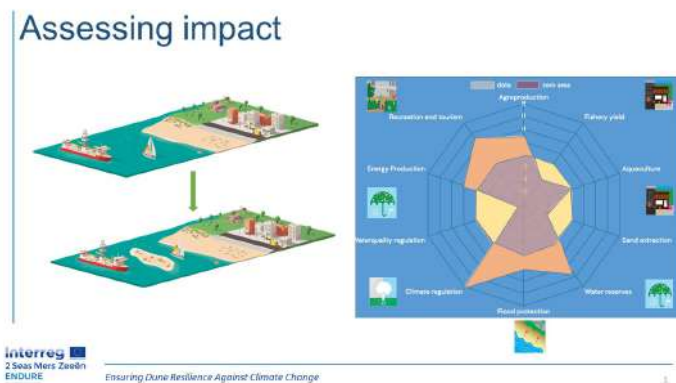 Assessing impact
data
Agroproduction
Recreation and tourism
Fishery yield
Energy Production
Aquaculture
Waterquality regulation
Sand extraction
Climate regulation
Water reserves
Flood protection
Interreg
2 Seas Mers Zeeën
ENDURE
Ensuring Dune Resilience Against Climate Change